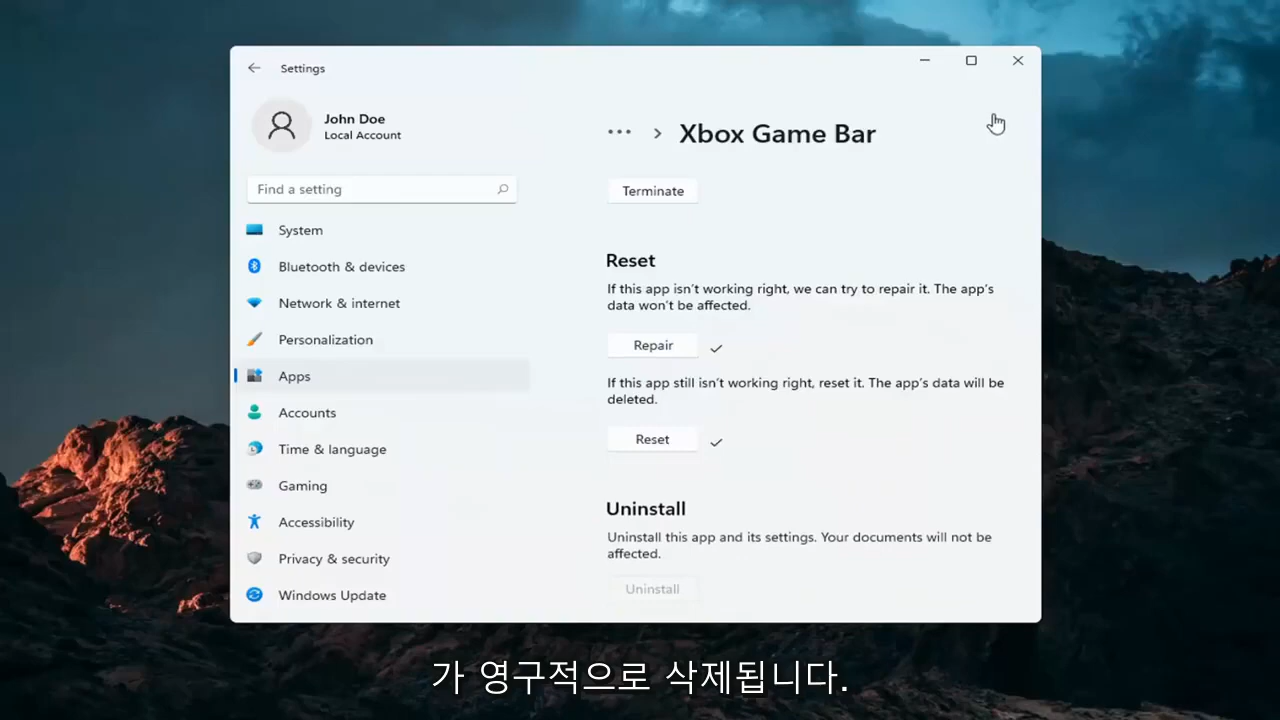 Settings
John Doe
Local Account
Find a setting
System
Bluetooth & devices
Network & internet
Personalization
Apps
Accounts
Time & language
Gaming
Accessibility
Privacy & security
Windows Update
... > Xbox Game Bar
Terminate
Reset
If this app isn't working right, we can try to repair it. The app's
data won't be affected.
Repair
If this app still isn't working right, reset it. The app's data will be
deleted.
Reset
Uninstall
Uninstall this app and its settings. Your documents will not be
affected.
Uninstall
가 영구적으로 삭제됩니다.